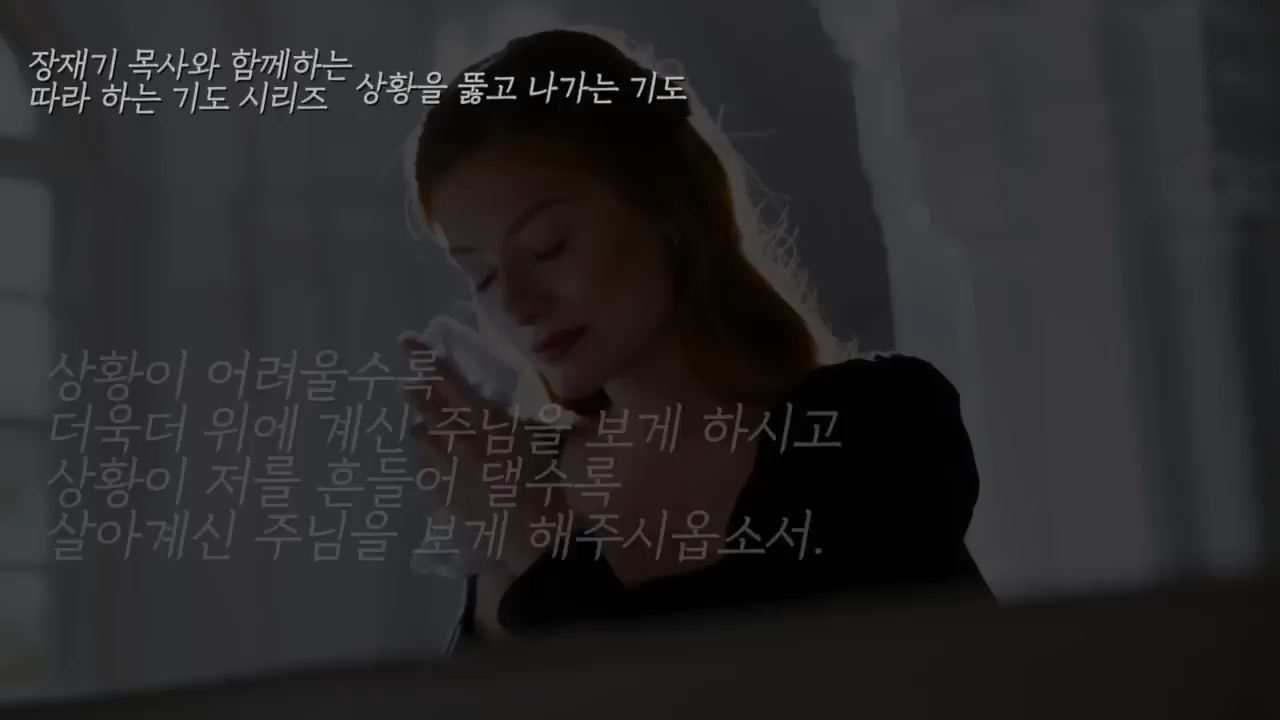 장재기 목사와 함께하는
따라 하는 기도 시리즈
상황을 뚫고 나가는 기도
상황이 어려울수록
더욱더 위에 계신 주님을 보게 하시고
상황이 저를 흔들어 댈수록
살아계신 주님을 보게 해주시옵소서.